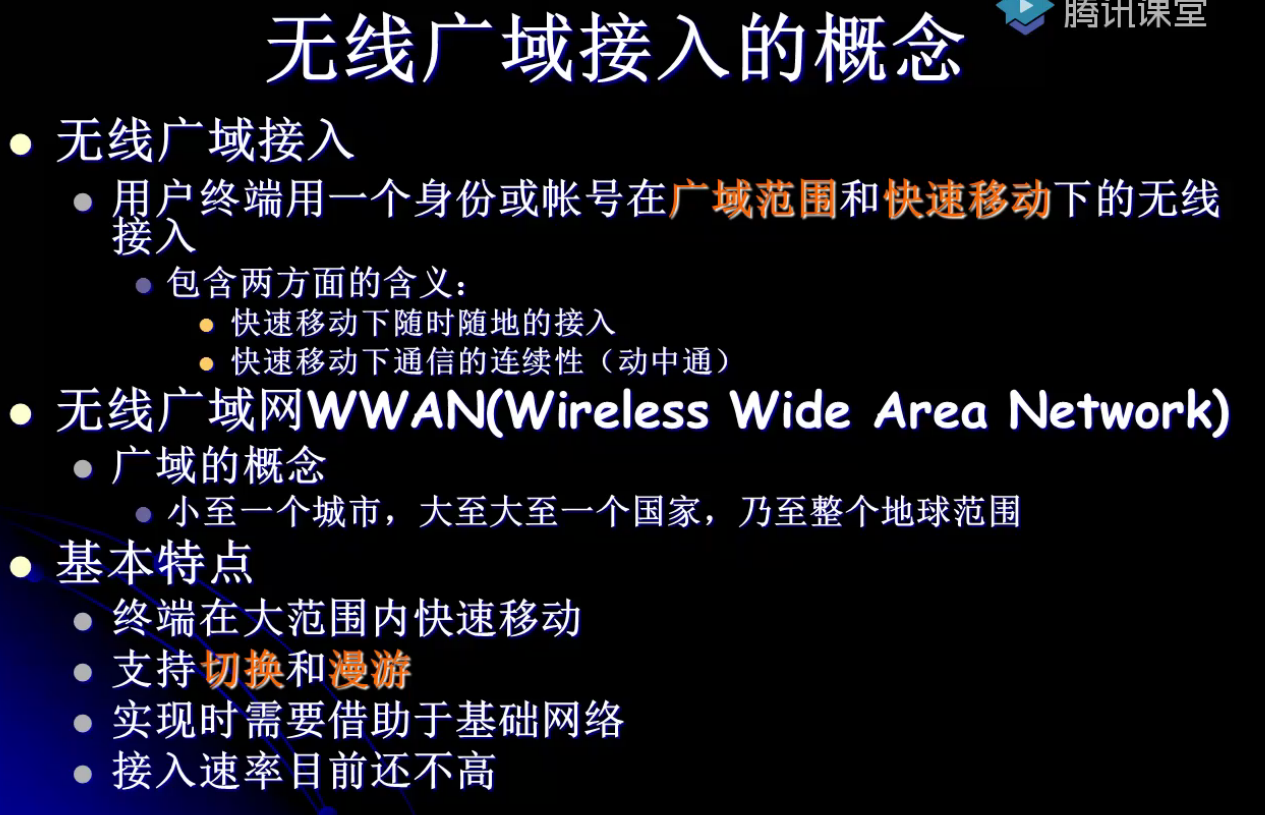 腾讯课堂
无线广域接入的概念
无线广域接入
用户终端用一个身份或帐号在广域范围和快速移动下的无线
接入
包含两方面的含义：
快速移动下随时随地的接入
快速移动下通信的连续性（动中通）
无线广域网WWAN(Wireless Wide Area Network)
广域的概念
小至一个城市，大至大至一个国家，乃至整个地球范围
基本特点
终端在大范围内快速移动
支持切换和漫游
实现时需要借助于基础网络
接入速率目前还不高